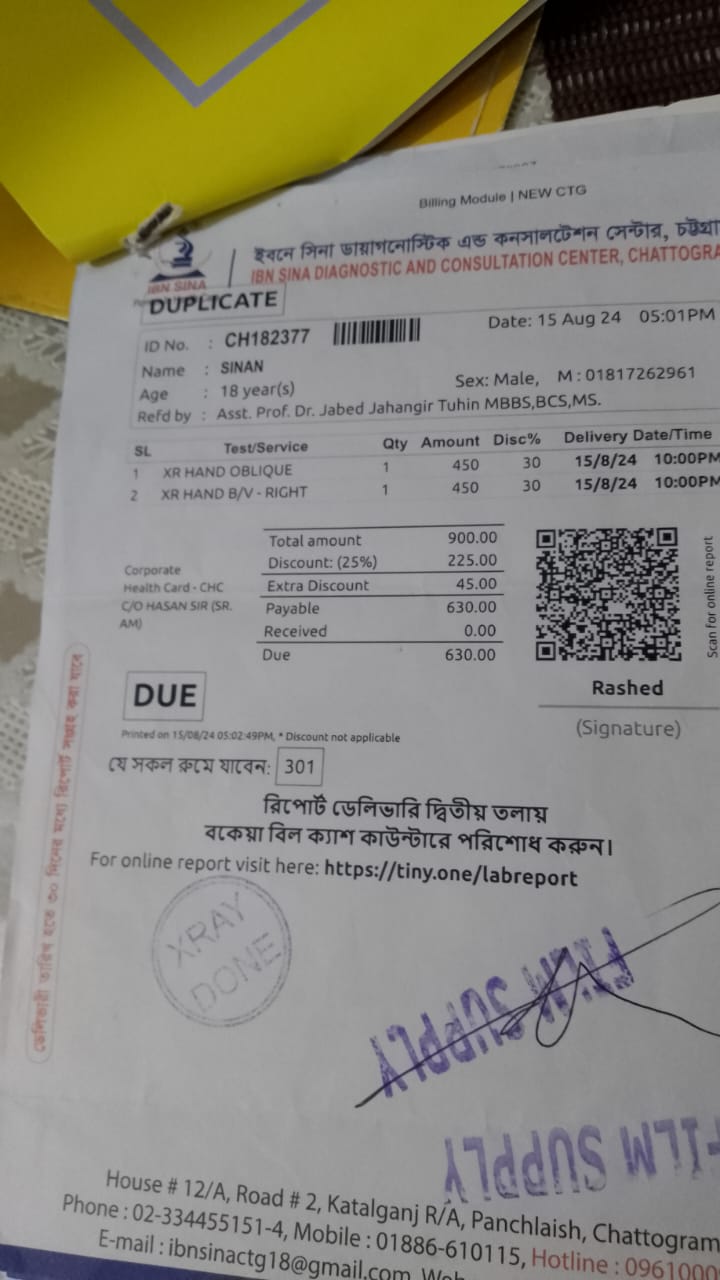 Billing Module | NEW CTG
ইবনে সিনা ডায়াগনোস্টিক এন্ড কনসালটেশন সেন্টার,
IBN SINA DIAGNOSTIC AND CONSULTATION CENTER,
IBN SINA
DUPLICATE
ID No. : CH182377
Date: 15 Aug 24 05:01PM
Name : SINAN
Age : 18 year(s)
Sex: Male, M : 01817262961
Refd by : Asst. Prof. Dr. Jabed Jahangir Tuhin MBBS,BCS,MS.
SL Test/Service Qty Amount Disc% Delivery Date/Time
1 XR HAND OBLIQUE 1 450 30 15/8/24 10:00PM
2 XR HAND B/V - RIGHT 1 450 30 15/8/24 10:00PM
Total amount 900.00
Discount: (25%) 225.00
Extra Discount 45.00
Payable 630.00
Received 0.00
Due 630.00
Corporate
Health Card - CHC
C/O HASAN SIR (SR.
AM)
Scan for online report
Rashed
(Signature)
DUE
Printed on 15/08/24 05:02:49PM, * Discount not applicable
যে সকল রুমে যাবেন: 301
রিপোর্ট ডেলিভারি দ্বিতীয় তলায়
বকেয়া বিল ক্যাশ কাউন্টারে পরিশোধ করুন।
For online report visit here: https://tiny.one/labreport
ডেলিভারী তারিখ হতে ৩০ দিনের মধ্যে রিপোর্ট সংগ্রহ করা যাবে
XRAY
DONE
FILM SUPPLY
FILM SUPPLY
House # 12/A, Road # 2, Katalganj R/A, Panchlaish, Chattogram
Phone : 02-334455151-4, Mobile : 01886-610115, Hotline :
E-mail : ibnsinactg18@gmail.com,